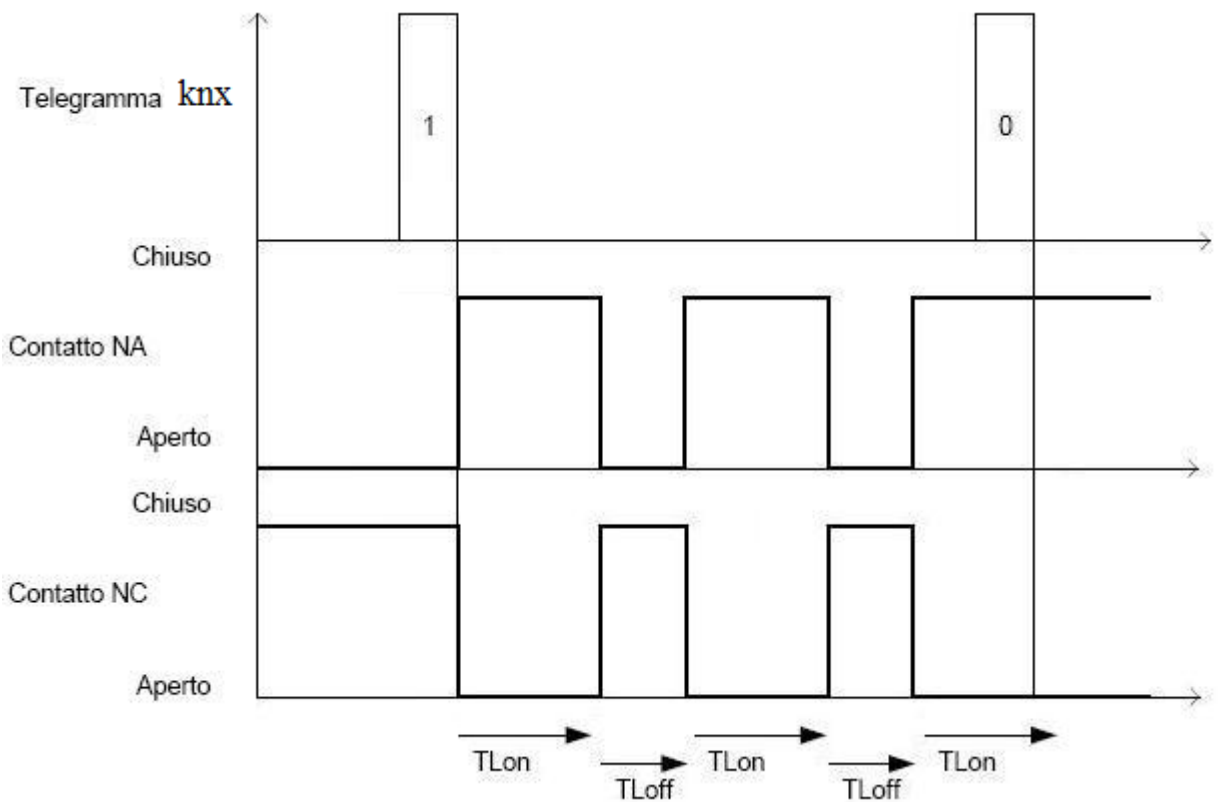 Telegramma knx
1
0
Chiuso
Contatto NA
Aperto
Chiuso
Contatto NC
Aperto
TLon
TLoff
TLon
TLoff
TLon